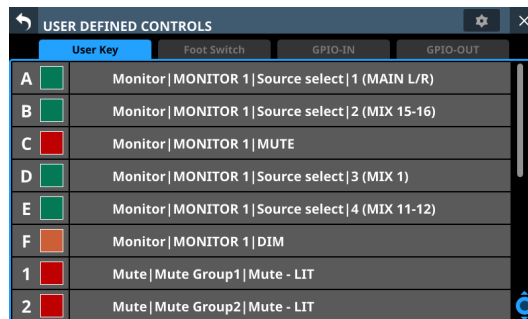 USER DEFINED CONTROLS
User Key Foot Switch GPIO-IN GPIO-OUT
A Monitor|MONITOR 1|Source select|1 (MAIN L/R)
B Monitor|MONITOR 1|Source select|2 (MIX 15-16)
C Monitor|MONITOR 1|MUTE
D Monitor|MONITOR 1|Source select|3 (MIX 1)
E Monitor|MONITOR 1|Source select|4 (MIX 11-12)
F Monitor|MONITOR 1|DIM
1 Mute|Mute Group1|Mute - LIT
2 Mute|Mute Group2|Mute - LIT